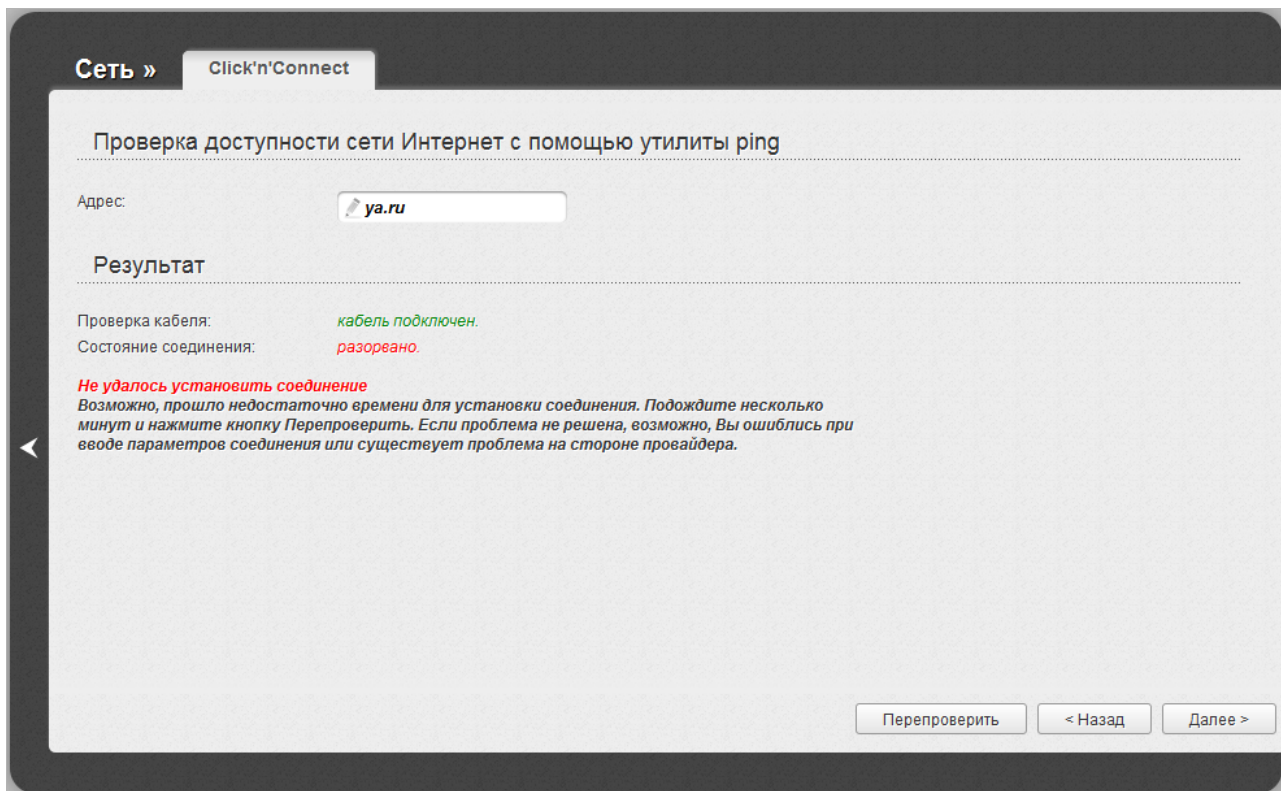 Сеть »
Click'n'Connect
Проверка доступности сети Интернет с помощью утилиты ping
Адрес:
ya.ru
Результат
Проверка кабеля: кабель подключен.
Состояние соединения: разорвано.
Не удалось установить соединение
Возможно, прошло недостаточно времени для установки соединения. Подождите несколько
минут и нажмите кнопку Перепроверить. Если проблема не решена, возможно, Вы ошиблись при
вводе параметров соединения или существует проблема на стороне провайдера.
Перепроверить
< Назад
Далее >